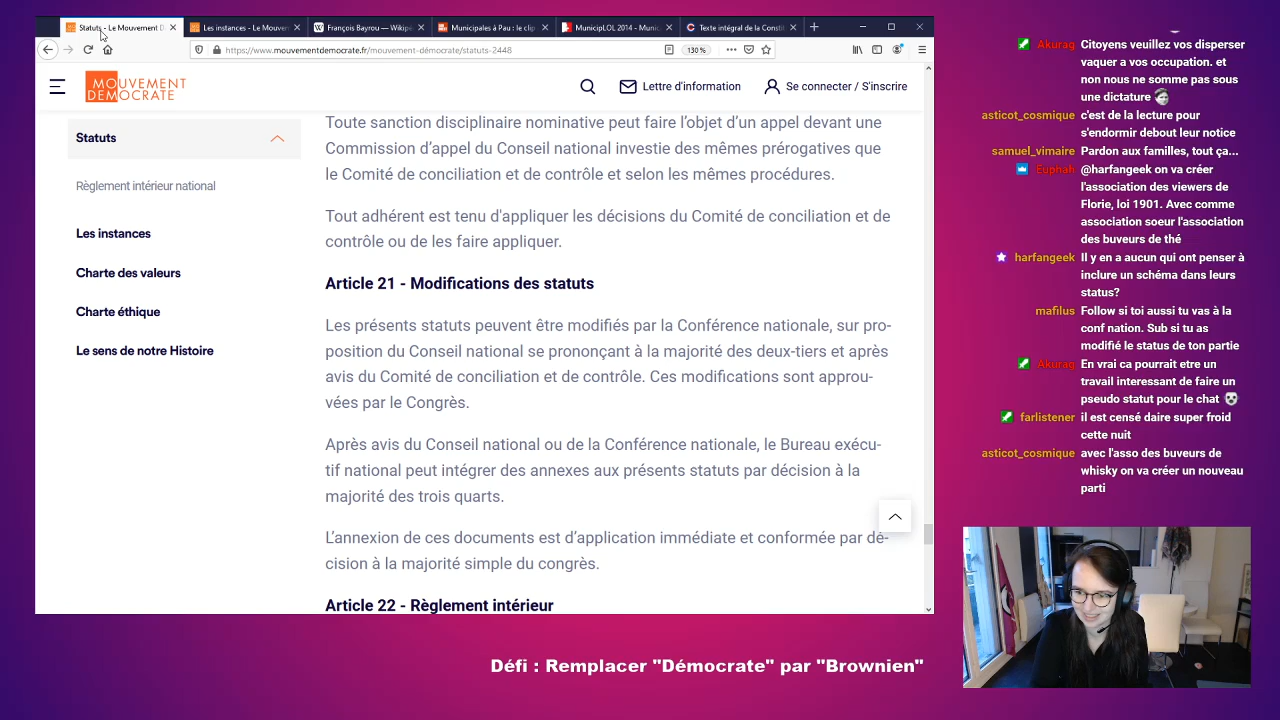 Statuts - Le Mouvement D
Les instances - Le Mouvem
François Bayrou — Wikipé
Municipales à Pau : le clip
MunicipLOL 2014 - Munic
Texte intégral de la Consti
https://www.mouvementdemocrate.fr/mouvement-démocrate/statuts-2448
130 %
MOUVEMENT
DEMOCRATE
Lettre d'information
Se connecter / S'inscrire
Statuts
Règlement intérieur national
Les instances
Charte des valeurs
Charte éthique
Le sens de notre Histoire
Toute sanction disciplinaire nominative peut faire l’objet d’un appel devant une
Commission d’appel du Conseil national investie des mêmes prérogatives que
le Comité de conciliation et de contrôle et selon les mêmes procédures.
Tout adhérent est tenu d'appliquer les décisions du Comité de conciliation et de
contrôle ou de les faire appliquer.
Article 21 - Modifications des statuts
Les présents statuts peuvent être modifiés par la Conférence nationale, sur pro-
position du Conseil national se prononçant à la majorité des deux-tiers et après
avis du Comité de conciliation et de contrôle. Ces modifications sont approu-
vées par le Congrès.
Après avis du Conseil national ou de la Conférence nationale, le Bureau exécu-
tif national peut intégrer des annexes aux présents statuts par décision à la
majorité des trois quarts.
L’annexion de ces documents est d’application immédiate et conformée par dé-
cision à la majorité simple du congrès.
Article 22 - Règlement intérieur
Akurag Citoyens veuillez vos disperser
vaquer a vos occupation. et
non nous ne somme pas sous
une dictature
asticot_cosmique c'est de la lecture pour
s'endormir debout leur notice
samuel_vimaire Pardon aux familles, tout ça...
Euphah @harfangeek on va créer
l'association des viewers de
Florie, loi 1901. Avec comme
association soeur l'association
des buveurs de thé
harfangeek Il y en a aucun qui ont penser à
inclure un schéma dans leurs
status?
mafilus Follow si toi aussi tu vas à la
conf nation. Sub si tu as
modifié le status de ton partie
Akurag En vrai ca pourrait etre un
travail interessant de faire un
pseudo statut pour le chat
farlistener il est censé daire super froid
cette nuit
asticot_cosmique avec l'asso des buveurs de
whisky on va créer un nouveau
parti
Défi : Remplacer "Démocrate" par "Brownien"